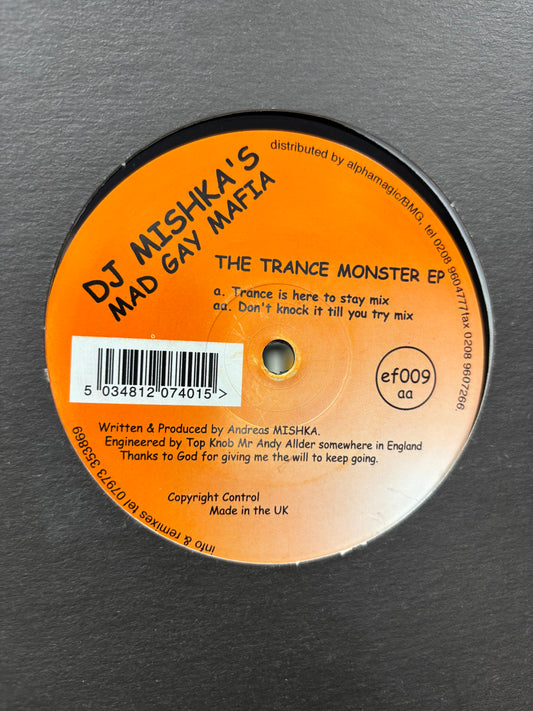 DJ MISHKA'S
MAD GAY MAFIA
distributed by alphamagic/BMG, tel 0208 9604777fax 0208 9607266.
THE TRANCE MONSTER EP
a. Trance is here to stay mix
aa. Don't knock it till you try mix
ef009
aa
5 034812 074015 >
Written & Produced by Andreas MISHKA.
Engineered by Top Knob Mr Andy Allder somewhere in England
Thanks to God for giving me the will to keep going.
Copyright Control
Made in the UK
info & remixes tel 07973 353869